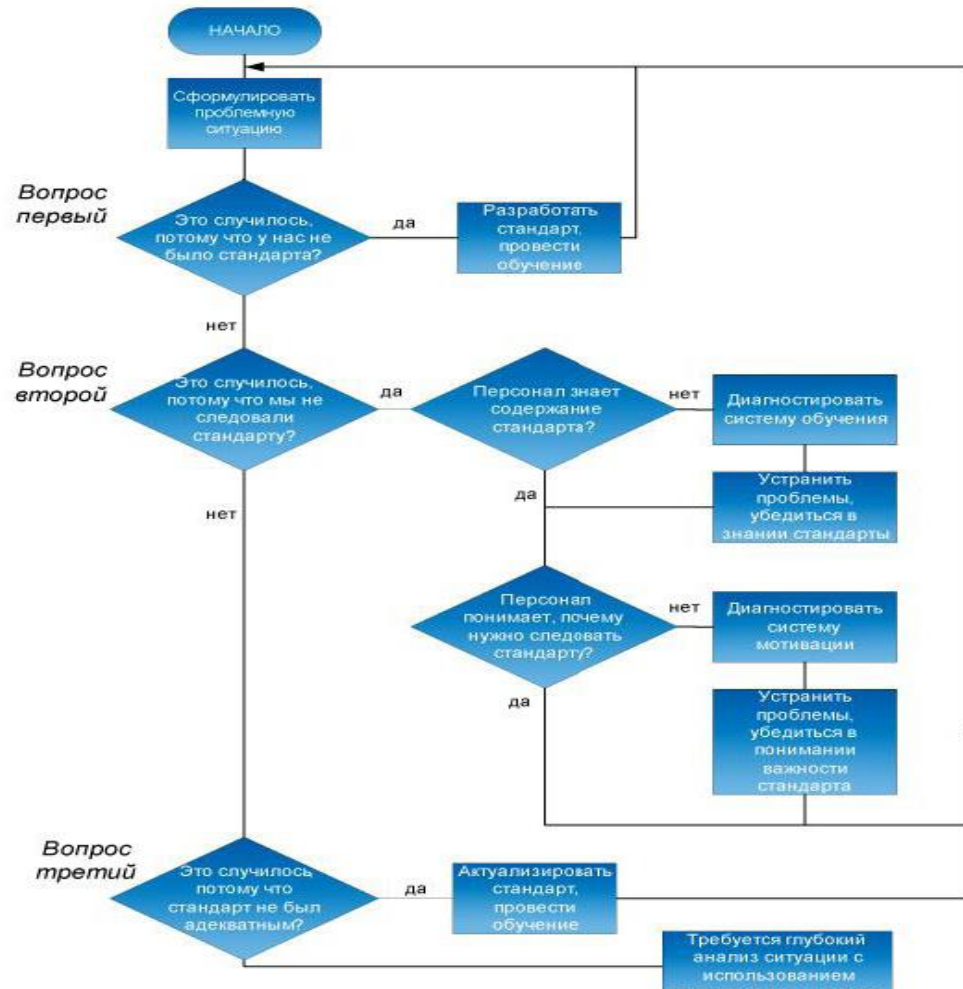 НАЧАЛО
Сформулировать
проблемную
ситуацию
Вопрос
первый
Это случилось,
потому что у нас не
было стандарта?
да
Разработать
стандарт,
провести
обучение
нет
Вопрос
второй
Это случилось,
потому что мы не
следовали
стандарту?
да
Персонал знает
содержание
стандарта?
нет
Диагностировать
систему обучения
Устранить
проблемы,
убедиться в
знании стандарты
да
нет
Персонал
понимает, почему
нужно следовать
стандарту?
нет
Диагностировать
систему
мотивации
да
Устранить
проблемы,
убедиться в
понимании
важности
стандарта
Вопрос
третий
Это случилось
потому что
стандарт не был
адекватным?
да
Актуализировать
стандарт,
провести
обучение
Требуется глубокий
анализ ситуации с
использованием